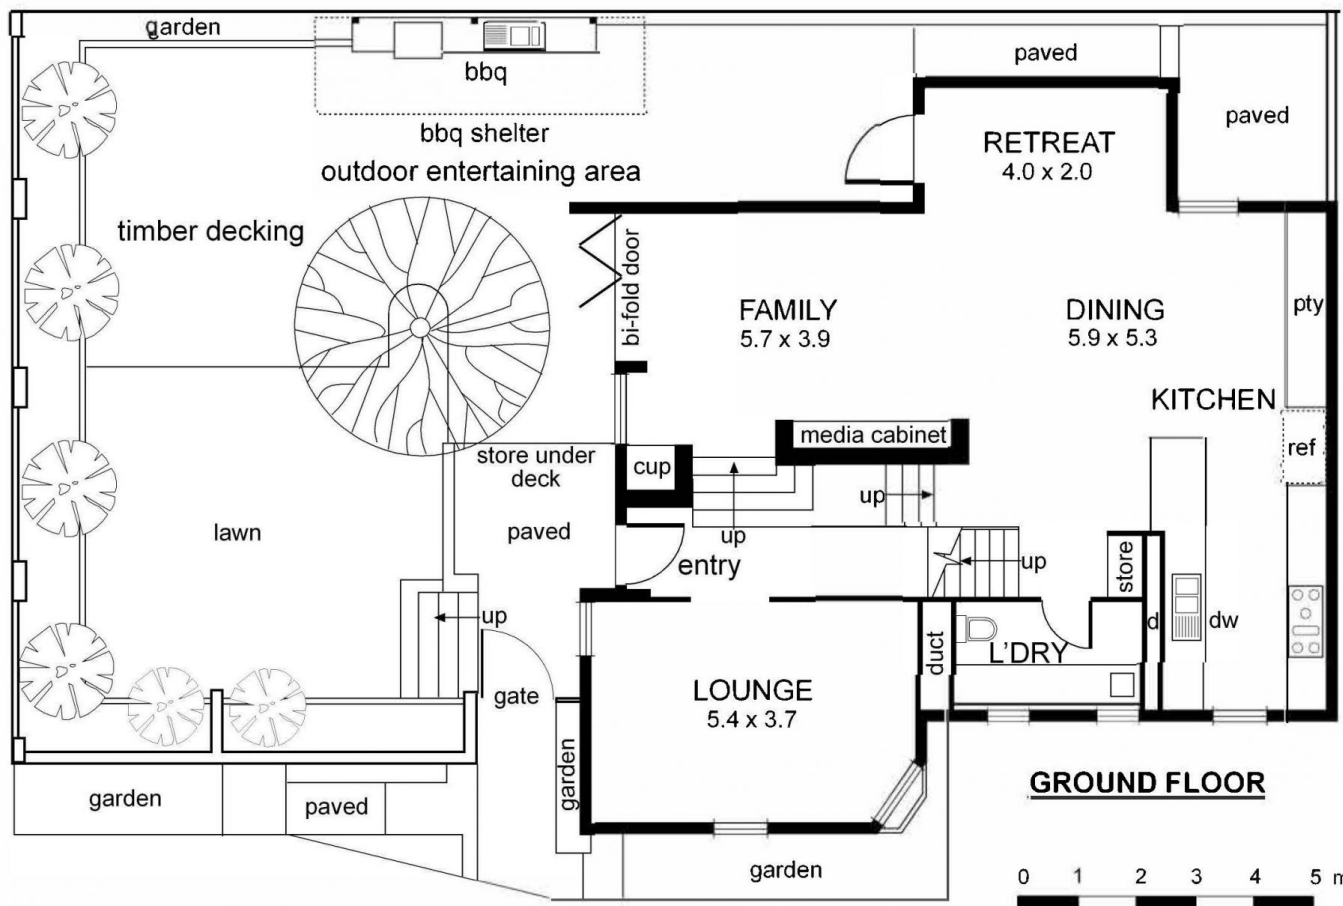 garden
bbq
paved
paved
bbq shelter
outdoor entertaining area
RETREAT
4.0 x 2.0
timber decking
bi-fold door
FAMILY
5.7 x 3.9
DINING
5.9 x 5.3
pty
KITCHEN
media cabinet
ref
store under
deck
cup
up
paved
lawn
up
entry
up
store
up
d
dw
duct
L'DRY
gate
LOUNGE
5.4 x 3.7
garden
garden
paved
GROUND FLOOR
garden
0 1 2 3 4 5 m